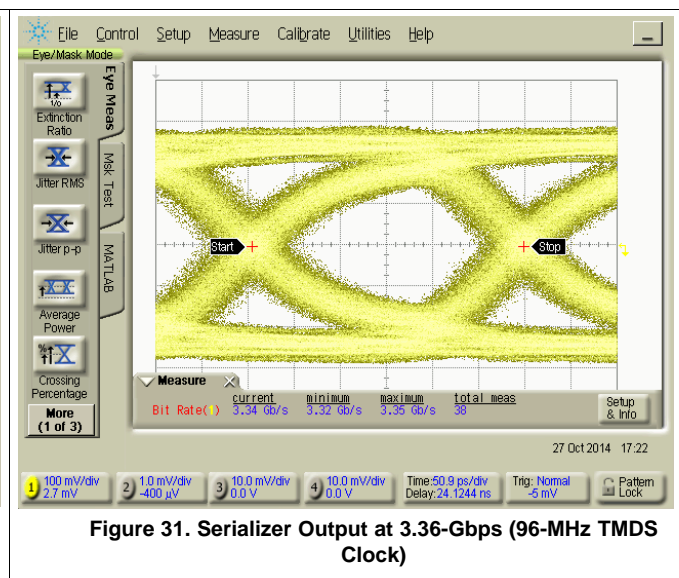 File Control Setup Measure Calibrate Utilities Help
Eye/Mask Mode
Eye Meas
Msk Test
MATLAB
1/0
Extinction
Ratio
Jitter RMS
Jitter p-p
Average
Power
%
Crossing
Percentage
More
(1 of 3)
Start
Stop
Measure
current minimum maximum total meas
Bit Rate(1) 3.34 Gb/s 3.32 Gb/s 3.35 Gb/s 38
Setup
& Info
27 Oct 2014 17:22
1 100 mV/div
2.7 mV
2 1.0 mV/div
-400 µV
3 10.0 mV/div
0.0 V
4 10.0 mV/div
0.0 V
Time:50.9 ps/div
Delay:24.1244 ns
Trig: Normal
-5 mV
Pattern
Lock
Figure 31. Serializer Output at 3.36-Gbps (96-MHz TMDS
Clock)